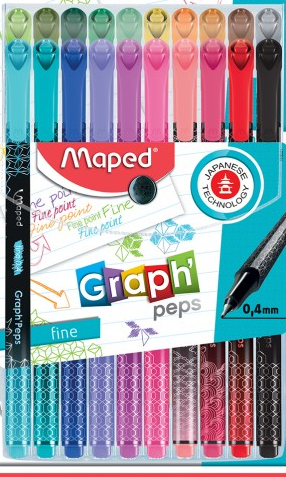 Maped®
JAPANESE
TECHNOLOGY
Fine point
Fine point
Fine point
Fine point
Graph'
peps
0,4mm
fine
Maped
Graph'Peps